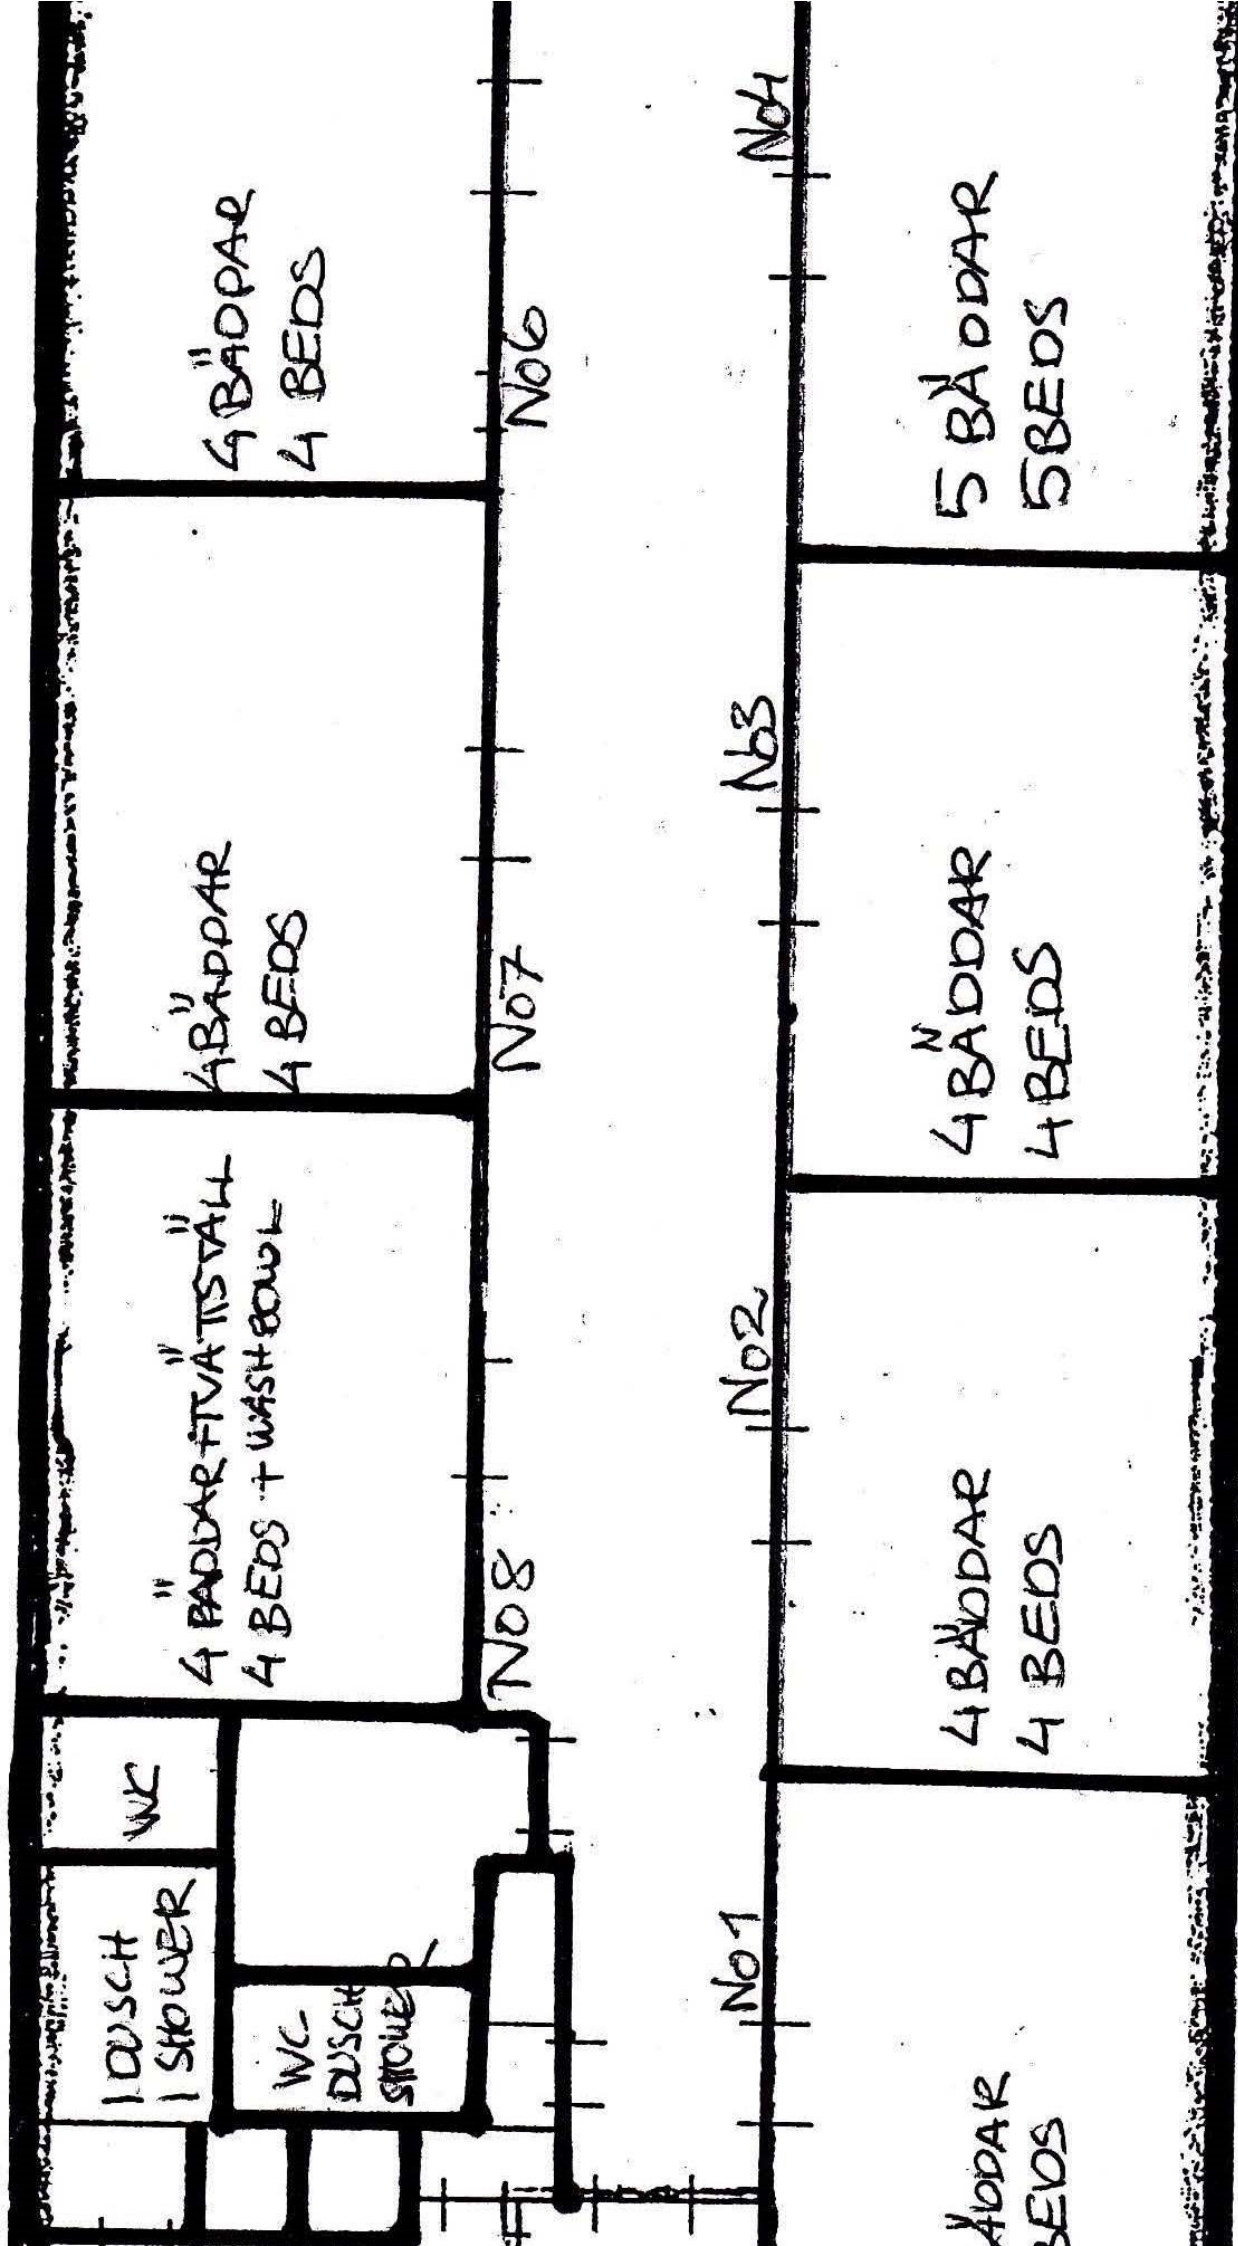 4 BÄDDAR
4 BEDS
No6
4 BÄDDAR
4 BEDS
No7
4 BÄDDAR + TVÄTTSTÄLL
4 BEDS + WASHBOWL
No8
WC
1 DUSCH
1 SHOWER
WC
DUSCH
SHOWER
No4
5 BÄDDAR
5 BEDS
No3
4 BÄDDAR
4 BEDS
No2
4 BÄDDAR
4 BEDS
No1
ÄDDAR
BEDS